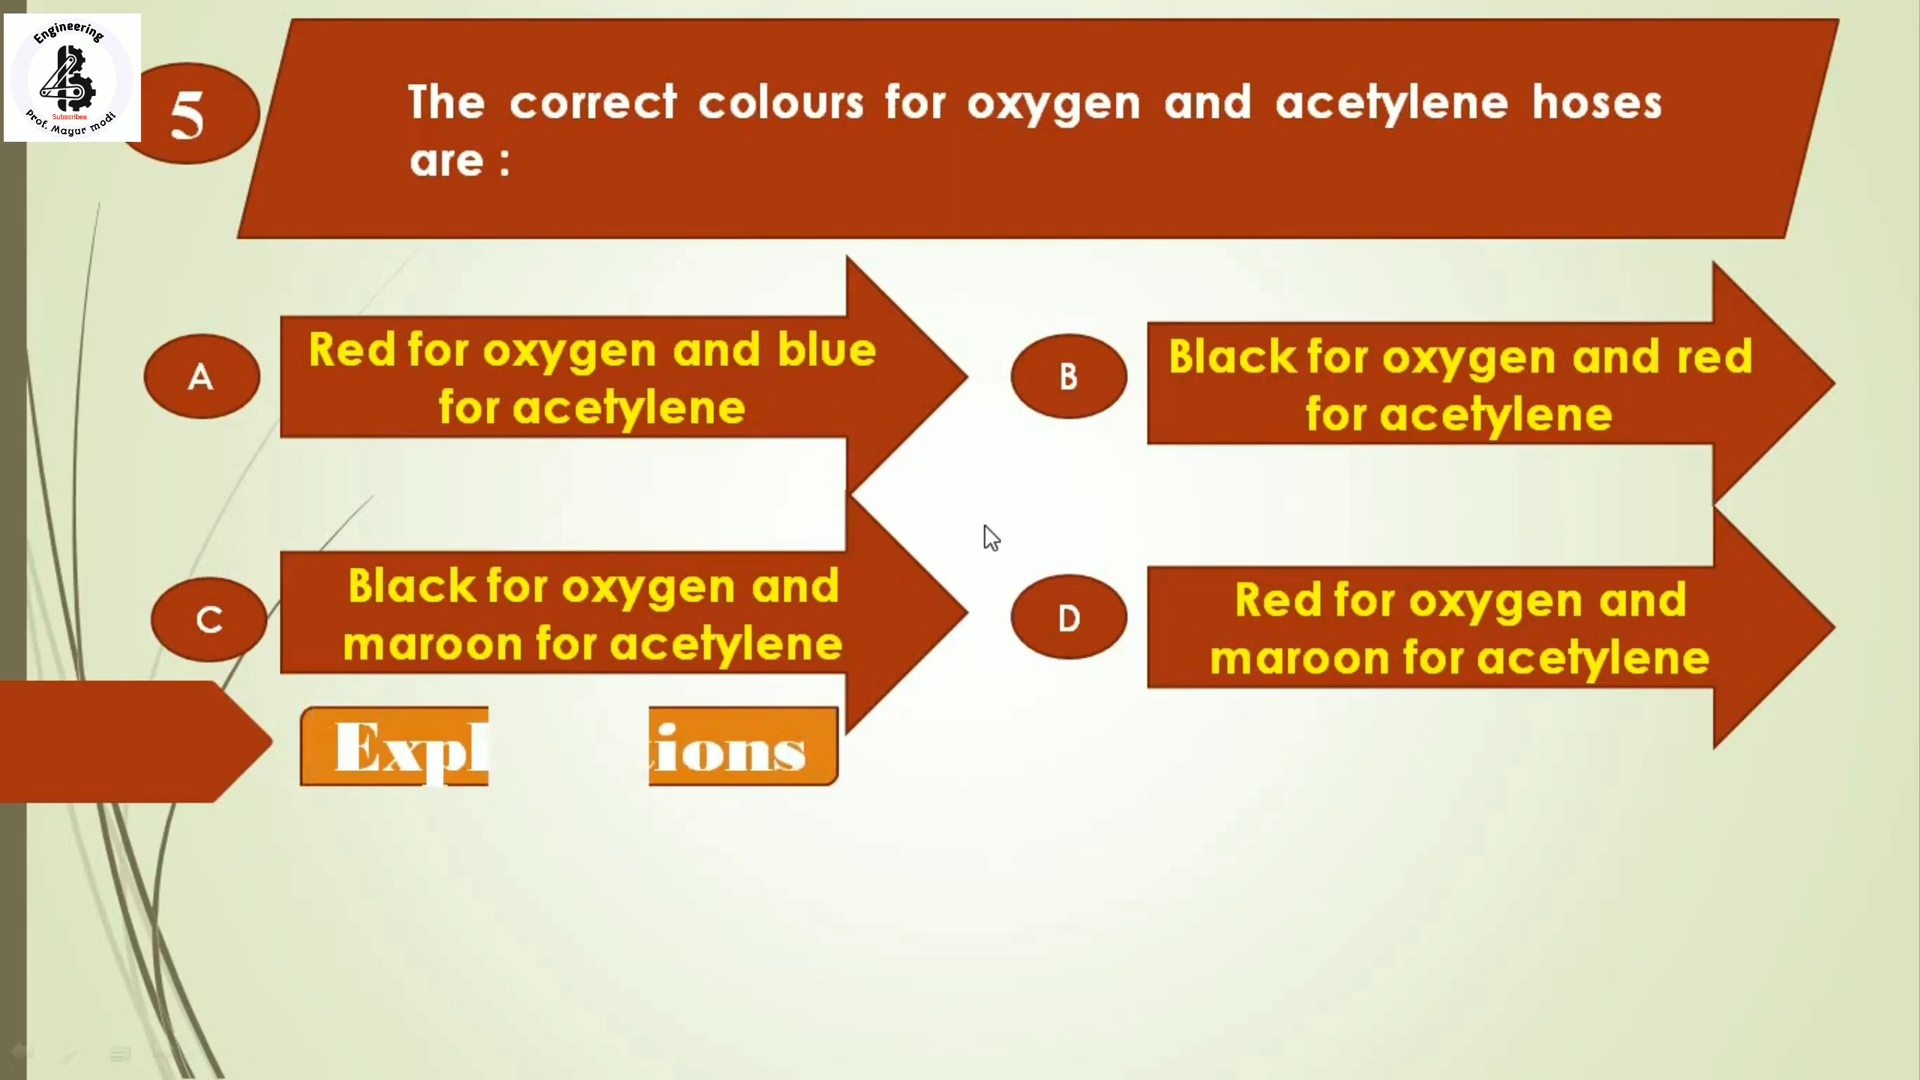 Engineering
Subscribes
Prof. Mayur modi
5
The correct colours for oxygen and acetylene hoses
are :
A
Red for oxygen and blue
for acetylene
B
Black for oxygen and red
for acetylene
C
Black for oxygen and
maroon for acetylene
D
Red for oxygen and
maroon for acetylene
Expl
ions